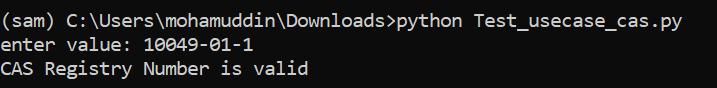 (sam) C:\Users\mohamuddin\Downloads>python Test_usecase_cas.py
enter value: 10049-01-1
CAS Registry Number is valid